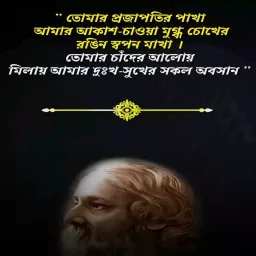 " তোমার প্রজাপতির পাখা
আমার আকাশ-চাওয়া মুগ্ধ চোখের
রঙিন স্বপন মাখা ।
তোমার চাঁদের আলোয়
মিলায় আমার দুঃখ-সুখের সকল অবসান "